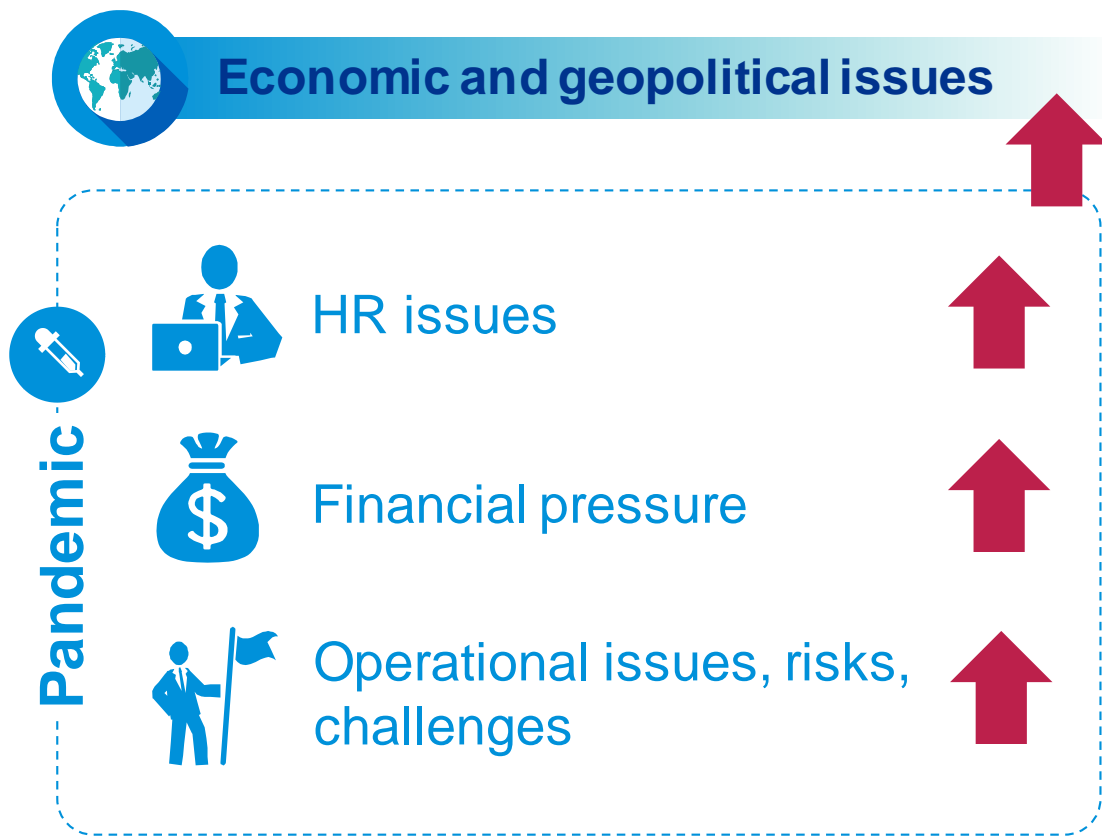 Economic and geopolitical issues
Pandemic
HR issues
$
Financial pressure
Operational issues, risks,
challenges